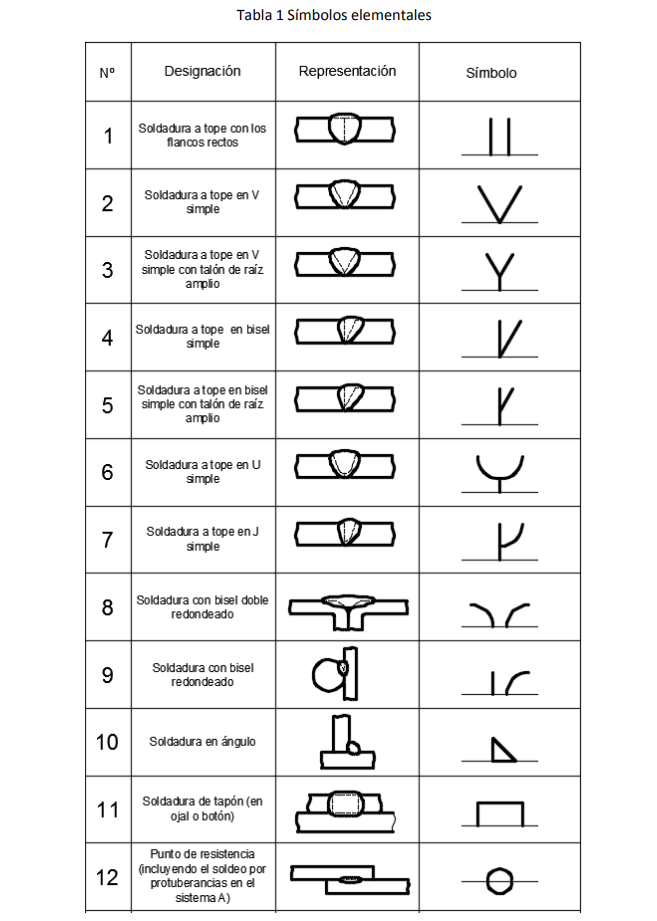 Tabla 1 Símbolos elementales
Nº Designación Representación Símbolo
1 Soldadura a tope con los
flancos rectos
2 Soldadura a tope en V
simple
3 Soldadura a tope en V
simple con talón de raíz
amplio
4 Soldadura a tope en bisel
simple
5 Soldadura a tope en bisel
simple con talón de raíz
amplio
6 Soldadura a tope en U
simple
7 Soldadura a tope en J
simple
8 Soldadura con bisel doble
redondeado
9 Soldadura con bisel
redondeado
10 Soldadura en ángulo
11 Soldadura de tapón (en
ojal o botón)
12 Punto de resistencia
(incluyendo el soldeo por
protuberancias en el
sistema A)